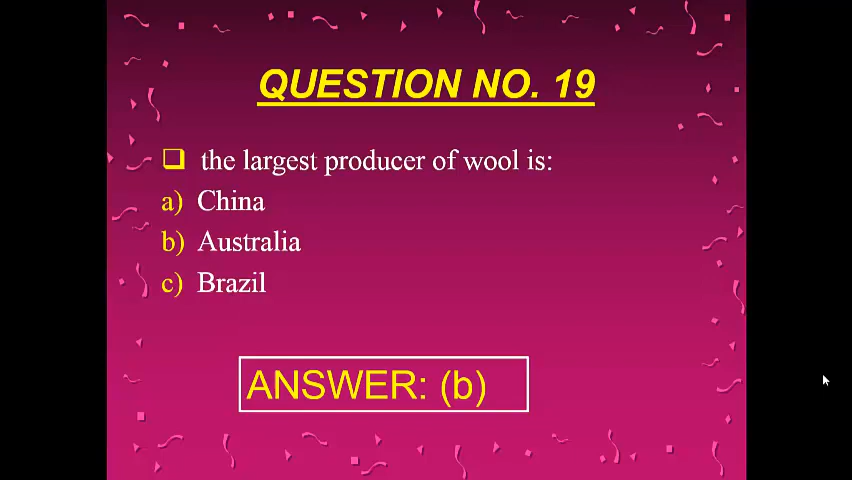 QUESTION NO. 19
the largest producer of wool is:
a) China
b) Australia
c) Brazil
ANSWER: (b)